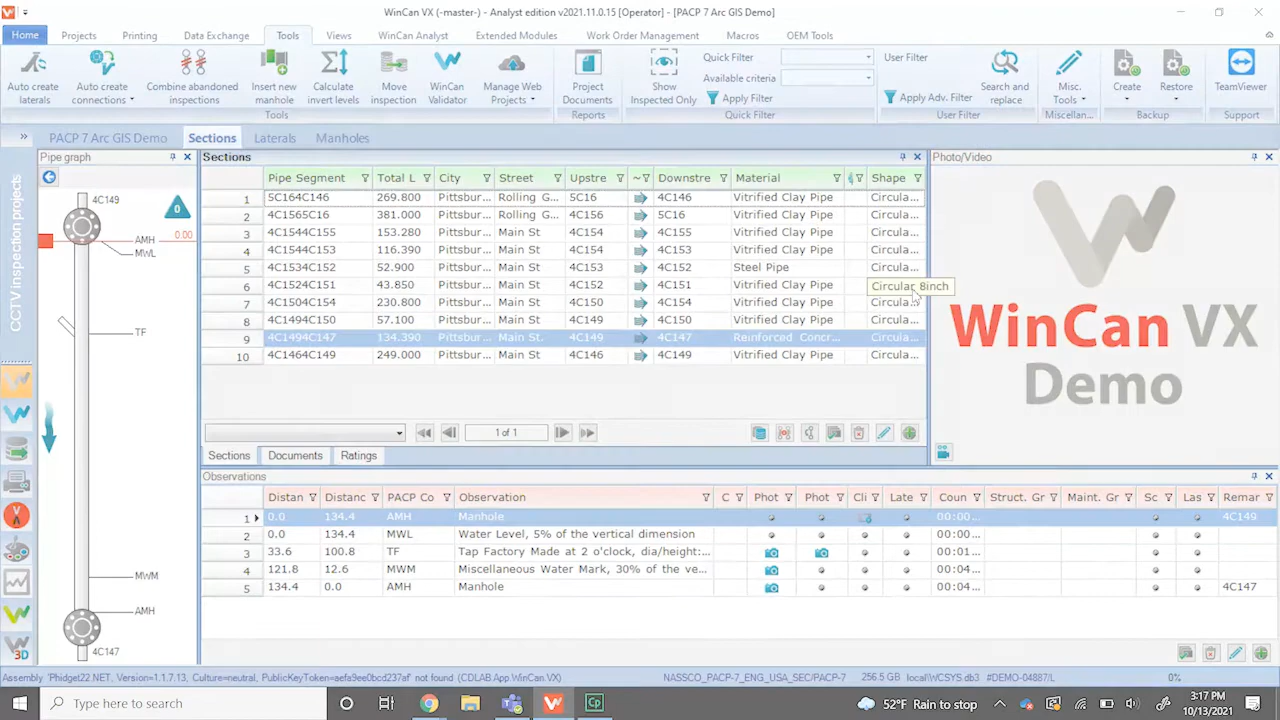 WinCan VX (-master-) - Analyst edition v2021.11.0.15 [Operator] - [PACP 7 Arc GIS Demo]
Home Projects Printing Data Exchange Tools Views WinCan Analyst Extended Modules Work Order Management Macros OEM Tools
Auto create laterals
Auto create connections
Combine abandoned inspections
Insert new manhole
Calculate invert levels
Move inspection
WinCan Validator
Manage Web Projects
Tools
Project Documents
Reports
Show Inspected Only
Quick Filter
Available criteria
Apply Filter
Quick Filter
User Filter
Apply Adv. Filter
Search and replace
User Filter
Misc. Tools
Miscellan...
Create
Restore
Backup
TeamViewer
Support
» PACP 7 Arc GIS Demo Sections Laterals Manholes
CCTV inspection projects
Pipe graph
4C149
0
0.00
AMH
MWL
TF
MWM
AMH
4C147
Sections
Pipe Segment Total L City Street Upstre ~ Downstre Material Shape
1 5C164C146 269.800 Pittsbur... Rolling G... 5C16 4C146 Vitrified Clay Pipe Circula...
2 4C1565C16 381.000 Pittsbur... Rolling G... 4C156 5C16 Vitrified Clay Pipe Circula...
3 4C1544C155 153.280 Pittsbur... Main St 4C154 4C155 Vitrified Clay Pipe Circula...
4 4C1544C153 116.390 Pittsbur... Main St 4C154 4C153 Vitrified Clay Pipe Circula...
5 4C1534C152 52.900 Pittsbur... Main St 4C153 4C152 Steel Pipe Circula...
6 4C1524C151 43.850 Pittsbur... Main St 4C152 4C151 Vitrified Clay Pipe
Circular 8inch
7 4C1504C154 230.800 Pittsbur... Main St 4C150 4C154 Vitrified Clay Pipe Circula...
8 4C1494C150 57.100 Pittsbur... Main St 4C149 4C150 Vitrified Clay Pipe Circula...
9 4C1494C147 134.390 Pittsbur... Main St. 4C149 4C147 Reinforced Concr... Circula...
10 4C1464C149 249.000 Pittsbur... Main St 4C146 4C149 Vitrified Clay Pipe Circula...
1 of 1
Sections Documents Ratings
Photo/Video
WinCan VX
Demo
Observations
Distan Distanc PACP Co Observation C Phot Phot Cli Late Coun Struct. Gr Maint. Gr Sc Las Remar
1 0.0 134.4 AMH Manhole 00:00... 4C149
2 0.0 134.4 MWL Water Level, 5% of the vertical dimension 00:00...
3 33.6 100.8 TF Tap Factory Made at 2 o'clock, dia/height:... 00:01...
4 121.8 12.6 MWM Miscellaneous Water Mark, 30% of the ve... 00:04...
5 134.4 0.0 AMH Manhole 00:04... 4C147
3D
Assembly 'Phidget22.NET, Version=1.1.7.13, Culture=neutral, PublicKeyToken=aefa9ee0bcd237af' not found (CDLAB.App.WinCan.VX) NASSCO_PACP-7_ENG_USA_SEC/PACP-7 256.5 GB local\WCSYS.db3 #DEMO-04887/L 0%
Type here to search
52°F Rain to stop
3:17 PM
10/13/2021